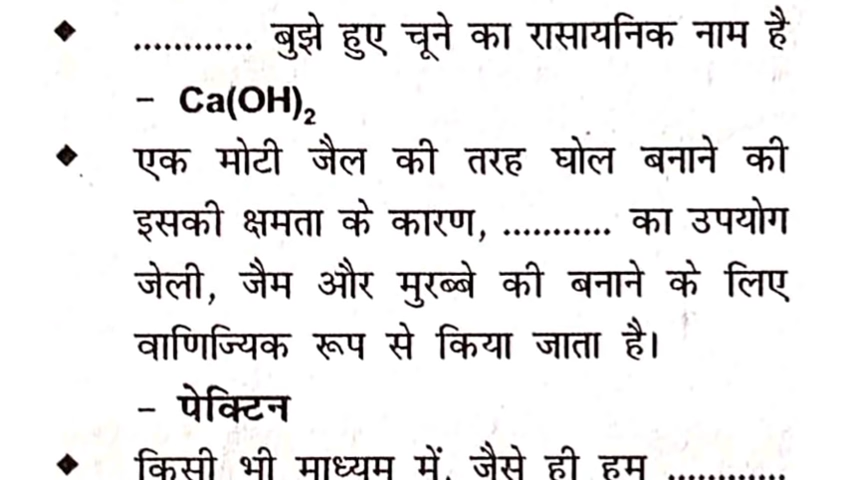 ◆ ............ बुझे हुए चूने का रासायनिक नाम है
– Ca(OH)₂
◆ एक मोटी जैल की तरह घोल बनाने की
इसकी क्षमता के कारण, ........... का उपयोग
जेली, जैम और मुरब्बे की बनाने के लिए
वाणिज्यिक रूप से किया जाता है।
– पेक्टिन
◆ किसी भी माध्यम में, जैसे ही हम ............